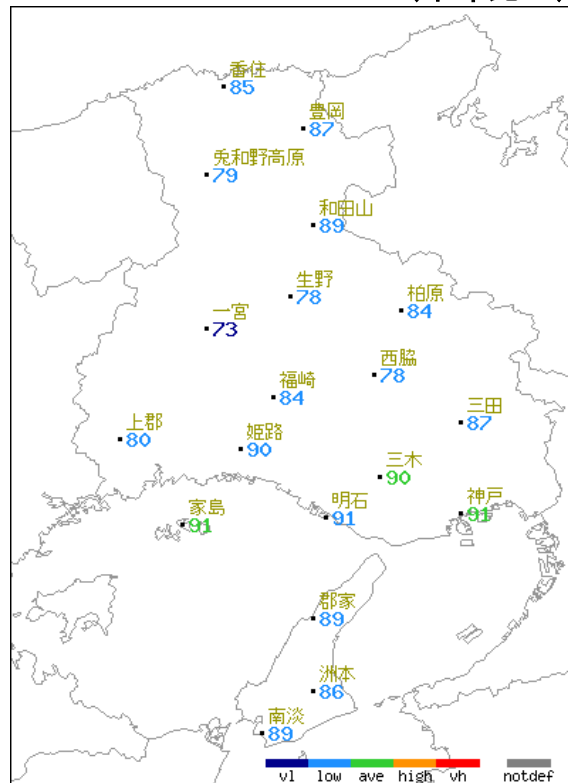 香住
85
豊岡
87
兎和野高原
79
和田山
89
生野
78
柏原
84
一宮
73
西脇
78
福崎
84
三田
87
上郡
80
姫路
90
三木
90
家島
91
明石
91
神戸
91
郡家
89
洲本
86
南淡
89
vl low ave high vh notdef